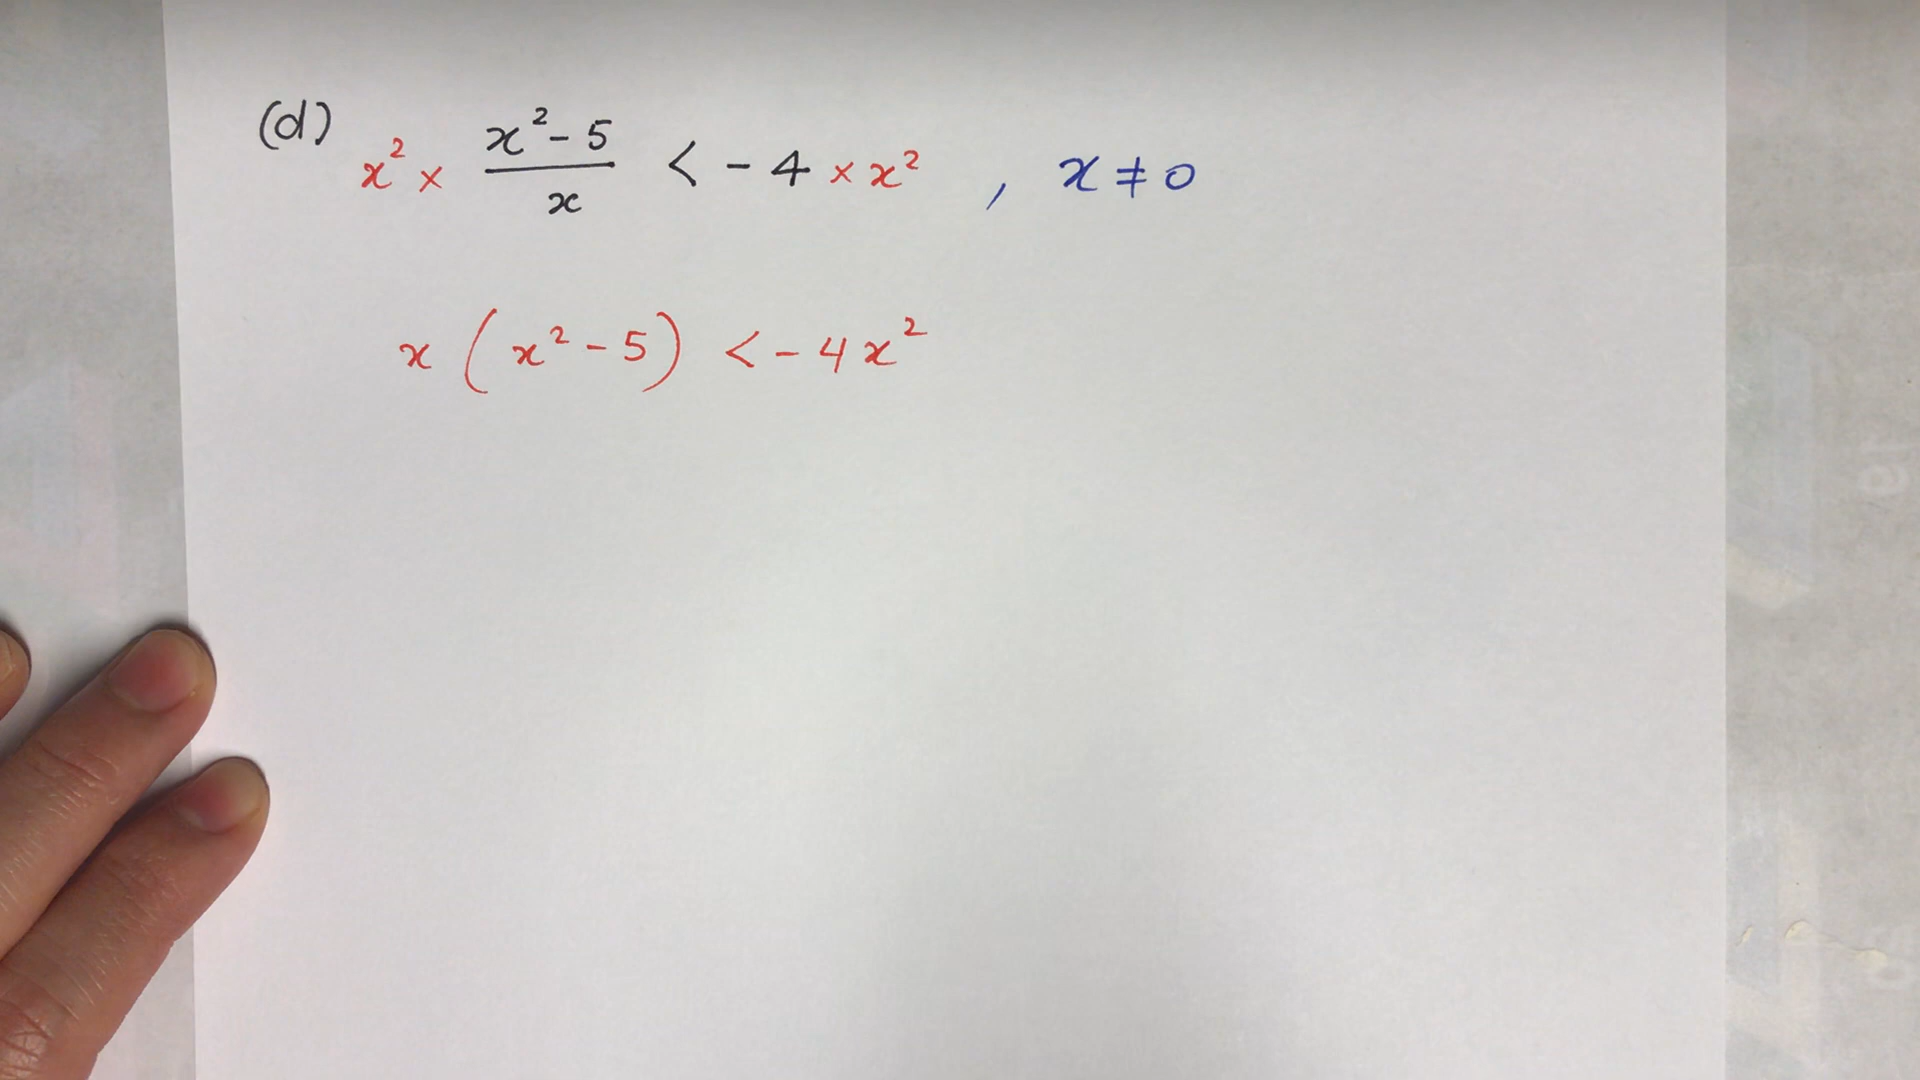 (d) x² × (x² - 5)/x < - 4 × x² , x ≠ 0
x (x² - 5) < - 4x²